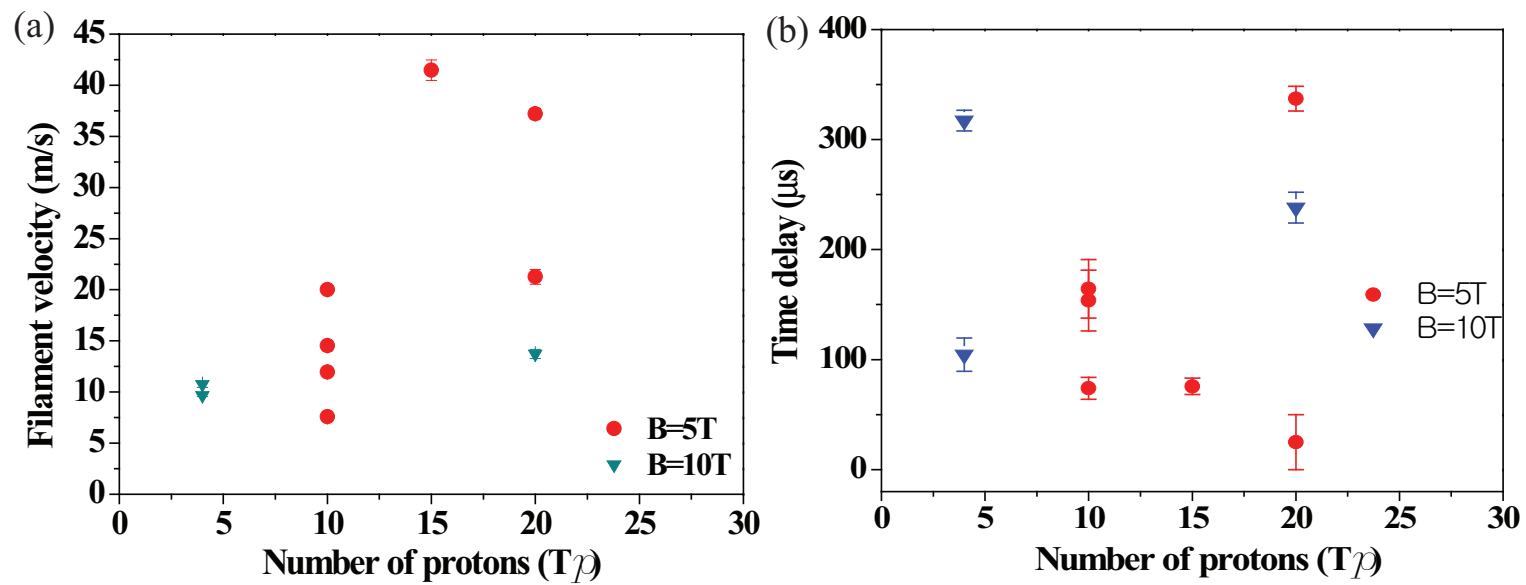 (a)
45
40
35
30
25
20
15
10
5
0
Filament velocity (m/s)
B=5T
B=10T
0 5 10 15 20 25 30
Number of protons (Tp)
(b)
400
300
200
100
0
Time delay (μs)
B=5T
B=10T
0 5 10 15 20 25 30
Number of protons (Tp)